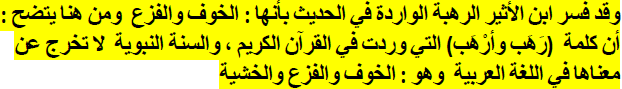 وقد فسر ابن الأثير الرهبة الواردة في الحديث بأنها : الخوف والفزع ومن هنا يتضح :
أن كلمة (رَهَب وأرْهَب) التي وردت في القرآن الكريم ، والسنة النبوية لا تخرج عن
معناها في اللغة العربية وهو : الخوف والفزع والخشية